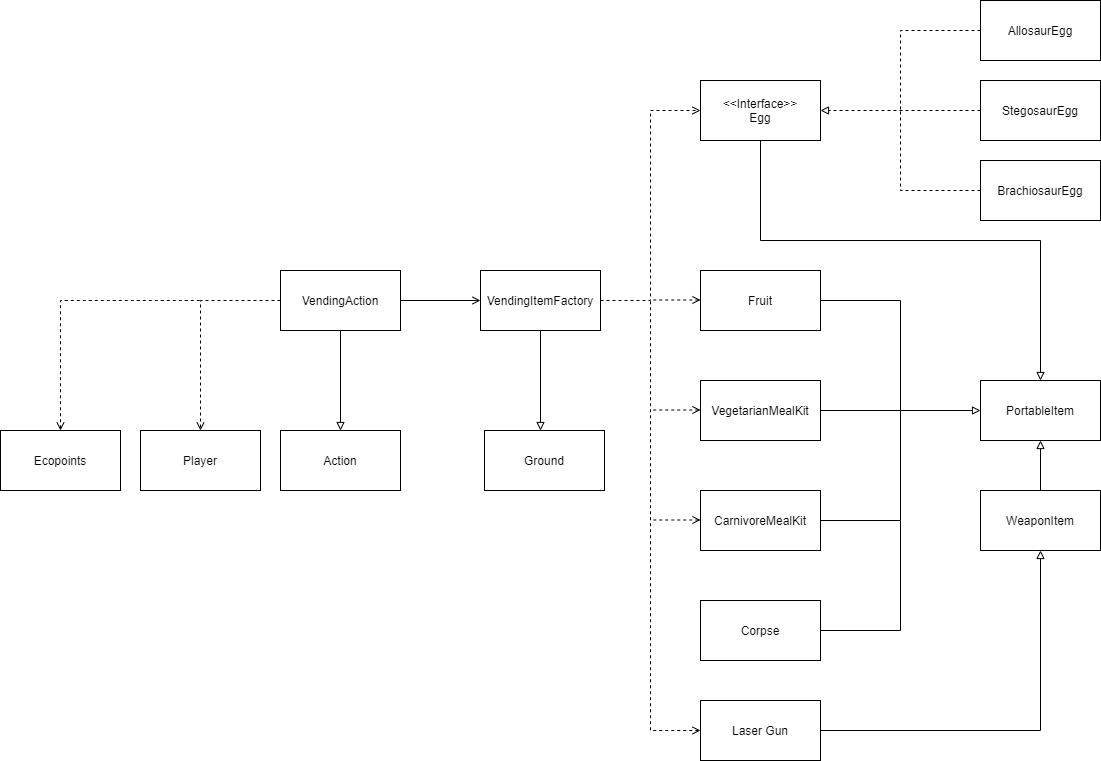 AllosaurEgg
<<Interface>>
Egg
StegosaurEgg
BrachiosaurEgg
VendingAction
VendingItemFactory
Fruit
VegetarianMealKit
PortableItem
Ecopoints
Player
Action
Ground
CarnivoreMealKit
WeaponItem
Corpse
Laser Gun